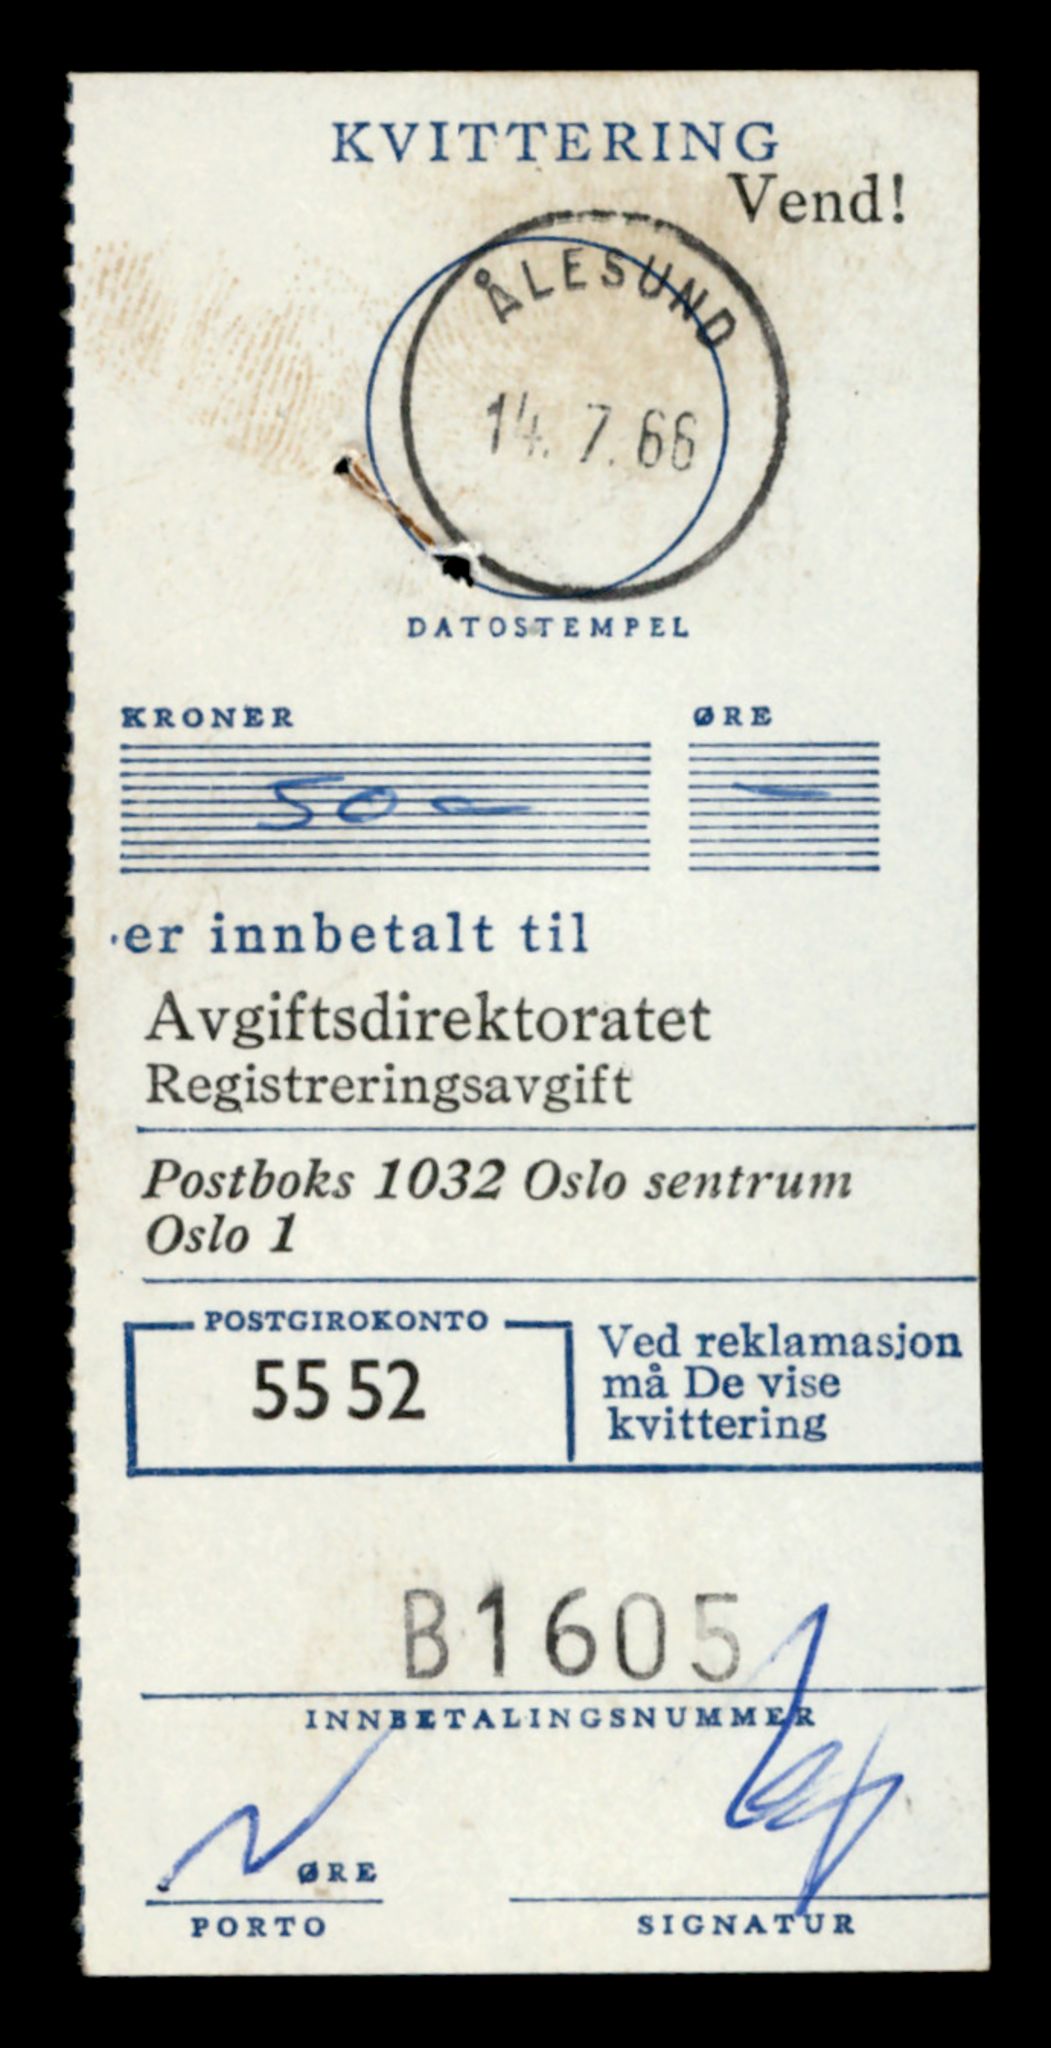 KVITTERING
Vend!
ÅLESUND
14. 7. 66
DATOSTEMPEL
KRONER ØRE
50 — —
er innbetalt til
Avgiftsdirektoratet
Registreringsavgift
Postboks 1032 Oslo sentrum
Oslo 1
POSTGIROKONTO
55 52
Ved reklamasjon
må De vise
kvittering
B1605
INNBETALINGSNUMMER
ØRE
PORTO
SIGNATUR